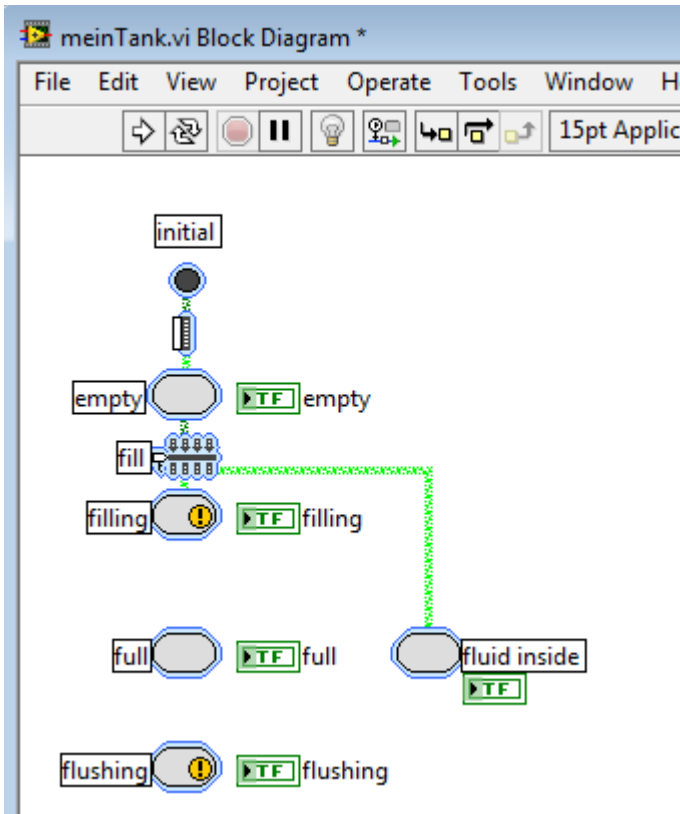 meinTank.vi Block Diagram *
File Edit View Project Operate Tools Window
15pt Applic
initial
empty TF empty
fill
filling TF filling
full TF full fluid inside
TF
flushing TF flushing